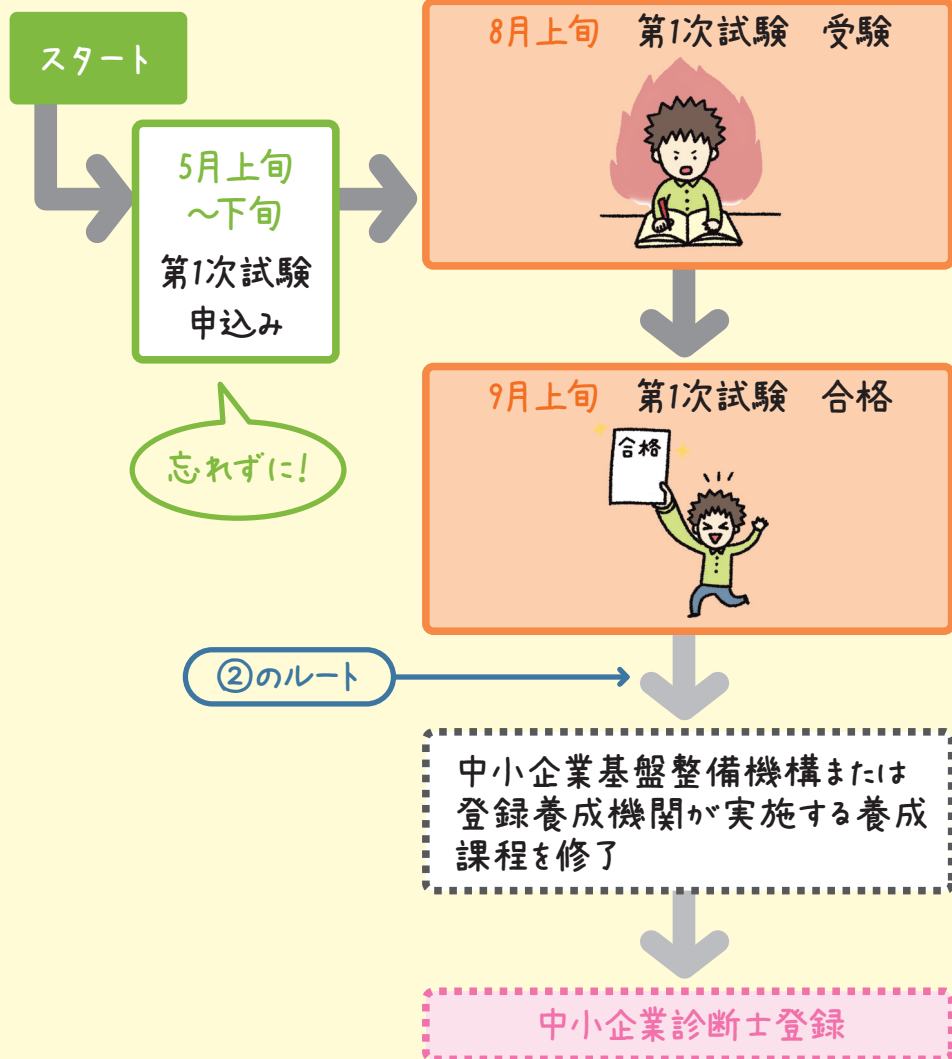 スタート
5月上旬
～下旬
第1次試験
申込み
忘れずに!
8月上旬　第1次試験　受験
9月上旬　第1次試験　合格
合格
②のルート
中小企業基盤整備機構または
登録養成機関が実施する養成
課程を修了
中小企業診断士登録